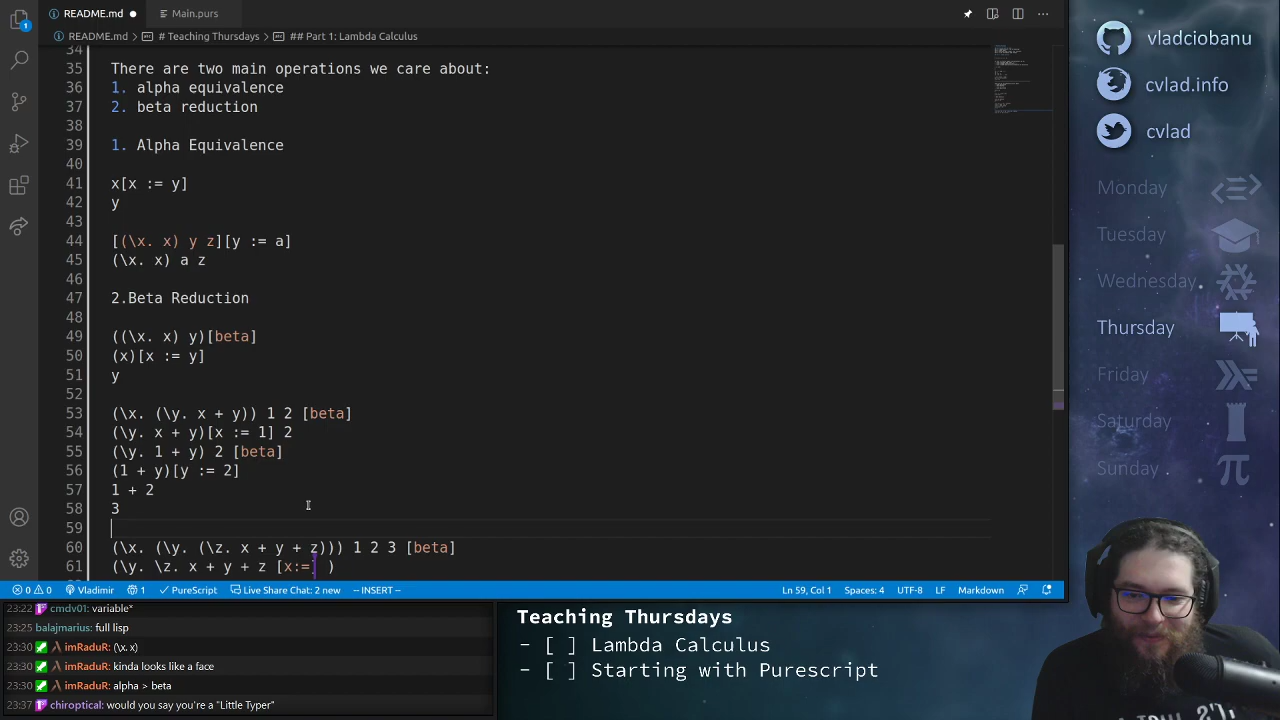 README.md
Main.purs
README.md > # Teaching Thursdays > ## Part 1: Lambda Calculus
34
35 There are two main operations we care about:
36 1. alpha equivalence
37 2. beta reduction
38
39 1. Alpha Equivalence
40
41 x[x := y]
42 y
43
44 [(\x. x) y z][y := a]
45 (\x. x) a z
46
47 2.Beta Reduction
48
49 ((\x. x) y)[beta]
50 (x)[x := y]
51 y
52
53 (\x. (\y. x + y)) 1 2 [beta]
54 (\y. x + y)[x := 1] 2
55 (\y. 1 + y) 2 [beta]
56 (1 + y)[y := 2]
57 1 + 2
58 3
59
60 (\x. (\y. (\z. x + y + z))) 1 2 3 [beta]
61 (\y. \z. x + y + z [x:=] )
1
0 0 Vladimir PureScript Live Share Chat: 2 new -- INSERT -- Ln 59, Col 1 Spaces: 4 UTF-8 LF Markdown
23:22 cmdv01: variable*
23:25 balajmarius: full lisp
23:30 imRaduR: (\x. x)
23:30 imRaduR: kinda looks like a face
23:30 imRaduR: alpha > beta
23:37 chiroptical: would you say you're a "Little Typer"
Teaching Thursdays
- [ ] Lambda Calculus
- [ ] Starting with Purescript
vladciobanu
cvlad.info
cvlad
Monday
Tuesday
Wednesday
Thursday
Friday
Saturday
Sunday